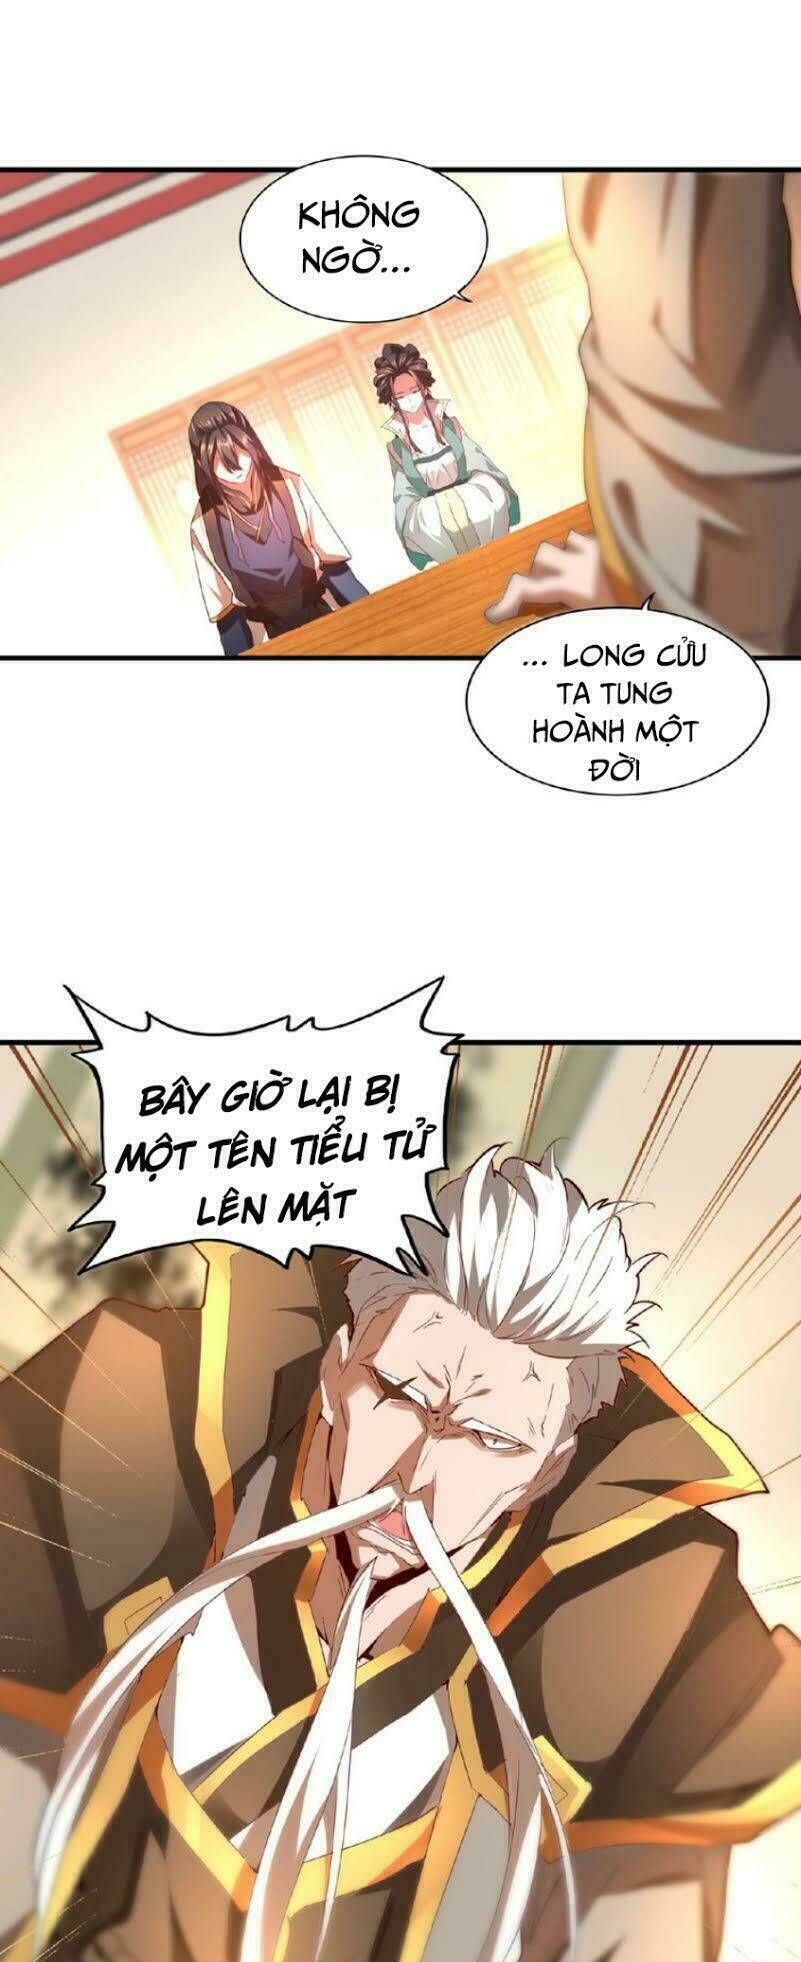 KHÔNG
NGỜ...
... LONG CỬU
TA TUNG
HOÀNH MỘT
ĐỜI
BÂY GIỜ LẠI BỊ
MỘT TÊN TIỂU TỬ
LÊN MẶT